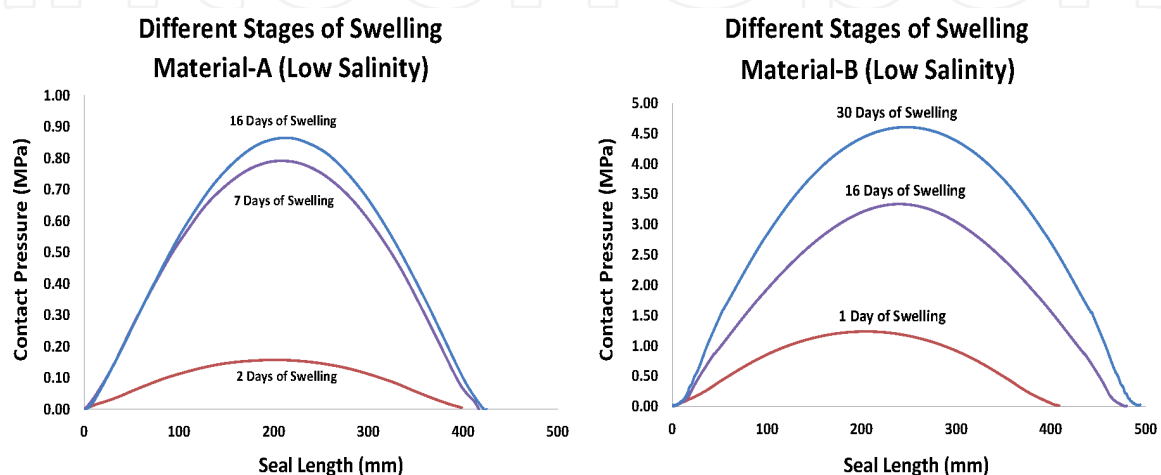 Different Stages of Swelling
Material-A (Low Salinity)
1.00
0.90
0.80
0.70
0.60
0.50
0.40
0.30
0.20
0.10
0.00
Contact Pressure (MPa)
16 Days of Swelling
7 Days of Swelling
2 Days of Swelling
0
100
200
300
400
500
Seal Length (mm)
Different Stages of Swelling
Material-B (Low Salinity)
5.00
4.50
4.00
3.50
3.00
2.50
2.00
1.50
1.00
0.50
0.00
Contact Pressure (MPa)
30 Days of Swelling
16 Days of Swelling
1 Day of Swelling
0
100
200
300
400
500
Seal Length (mm)